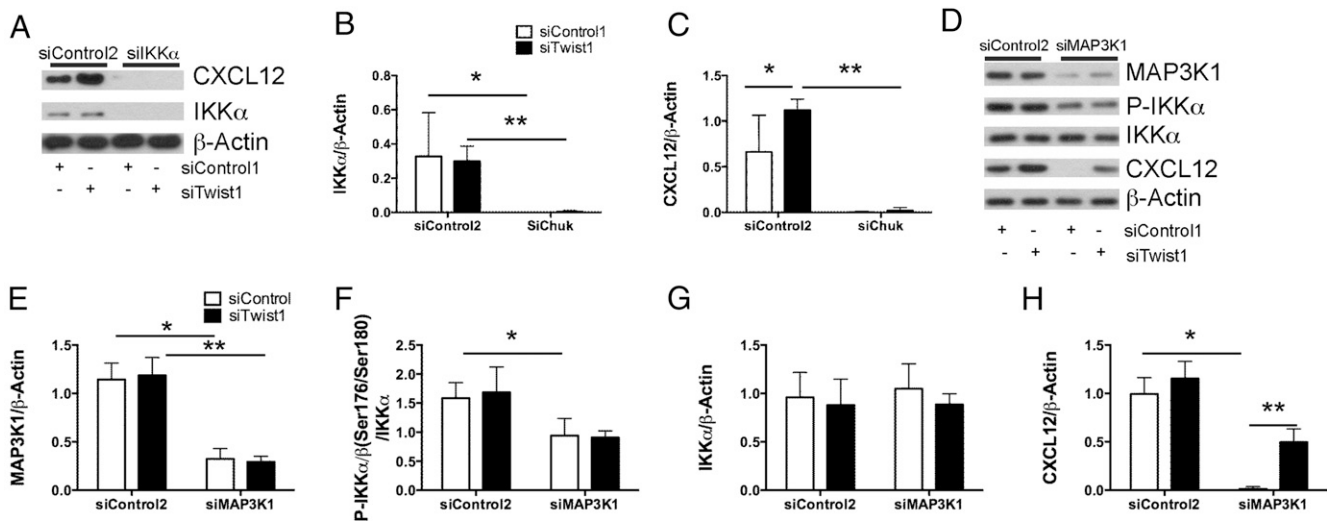 A
siControl2 siIKKα
CXCL12
IKKα
β-Actin
+ - + - siControl1
- + - + siTwist1
B
siControl1
siTwist1
IKKα/β-Actin
0.8
0.6
0.4
0.2
0.0
* **
siControl2 SiChuk
C
CXCL12/β-Actin
1.5
1.0
0.5
0.0
* **
siControl2 siChuk
D
siControl2 siMAP3K1
MAP3K1
P-IKKα
IKKα
CXCL12
β-Actin
+ - + - siControl1
- + - + siTwist1
E
siControl
siTwist1
MAP3K1/β-Actin
1.5
1.0
0.5
0.0
*
**
siControl2 siMAP3K1
F
P-IKKα/β(Ser176/Ser180)
/IKKα
2.5
2.0
1.5
1.0
0.5
0.0
*
siControl2 siMAP3K1
G
IKKα/β-Actin
1.5
1.0
0.5
0.0
siControl2 siMAP3K1
H
CXCL12/β-Actin
1.5
1.0
0.5
0.0
*
**
siControl2 siMAP3K1